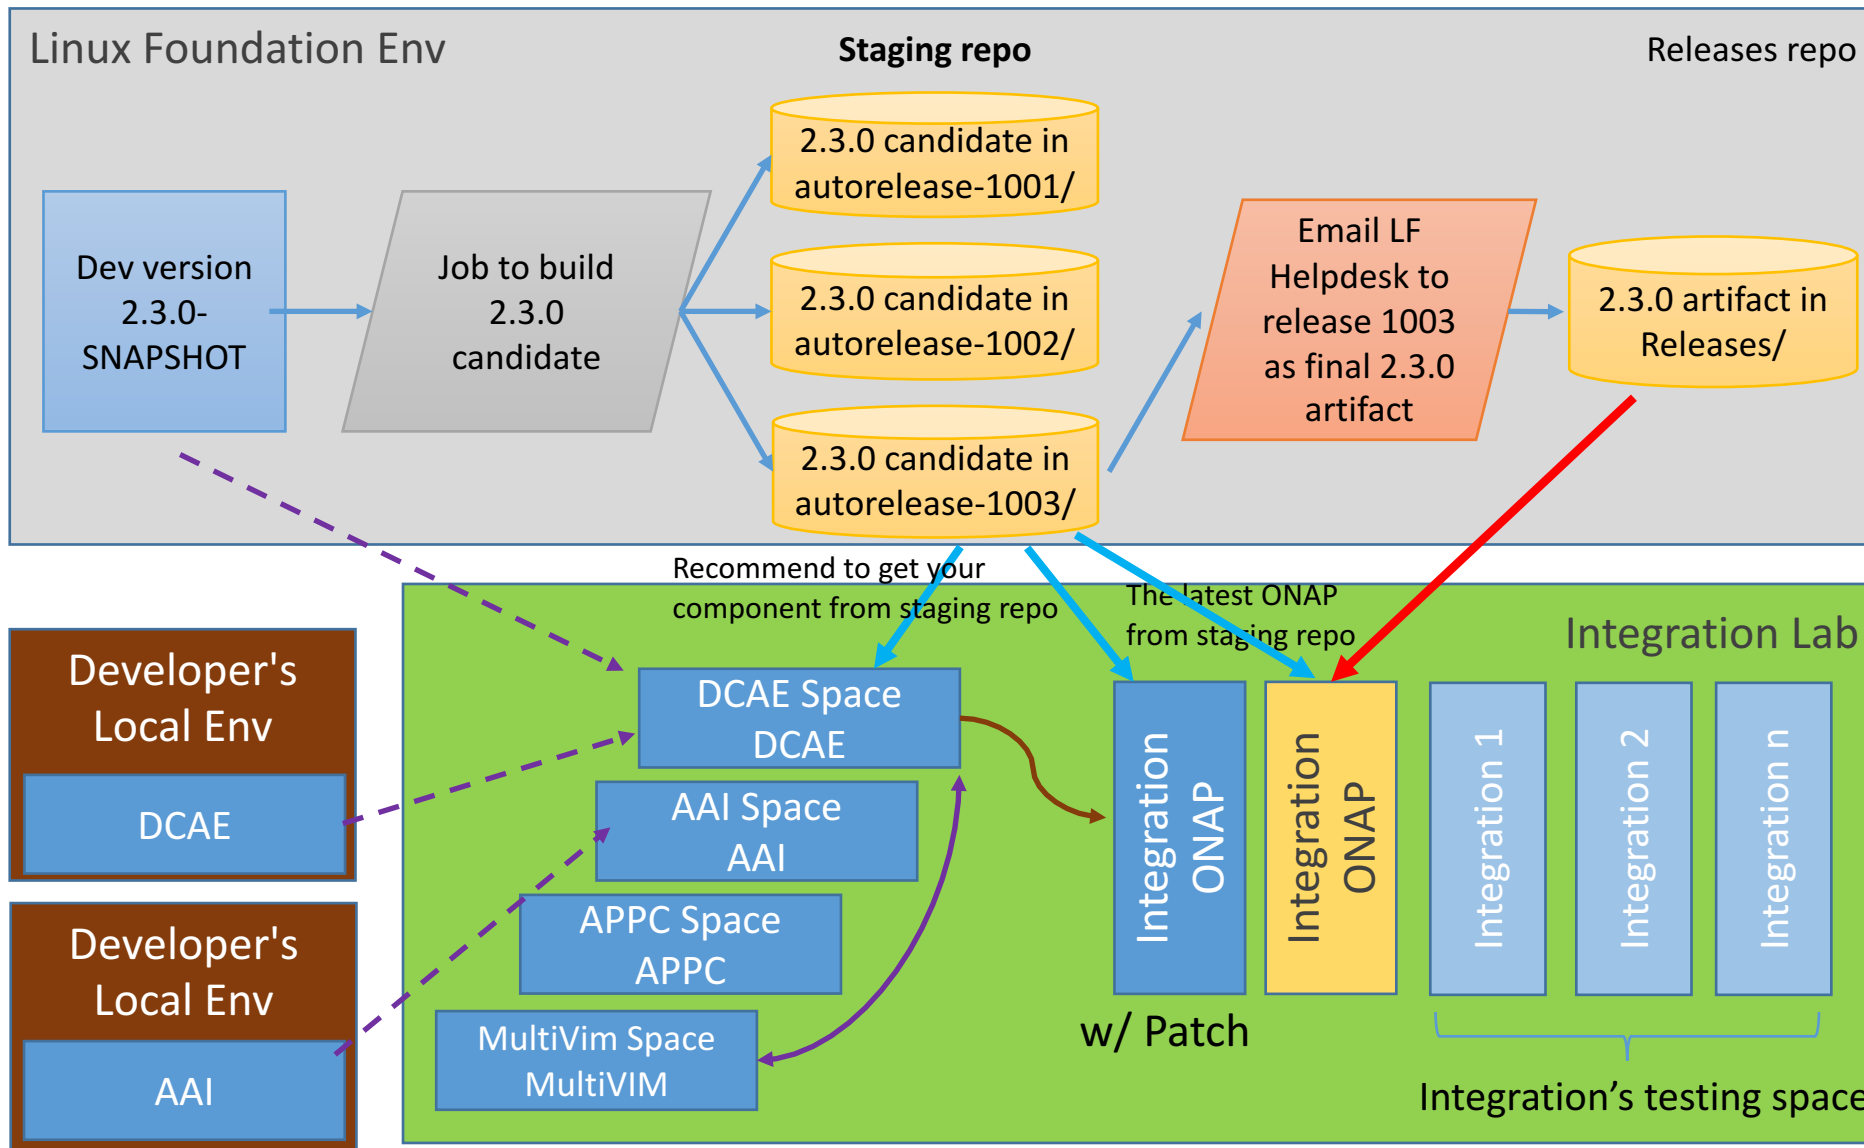 Linux Foundation Env
Staging repo
Releases repo
Dev version
2.3.0-
SNAPSHOT
Job to build
2.3.0
candidate
2.3.0 candidate in
autorelease-1001/
2.3.0 candidate in
autorelease-1002/
2.3.0 candidate in
autorelease-1003/
Email LF
Helpdesk to
release 1003
as final 2.3.0
artifact
2.3.0 artifact in
Releases/
Recommend to get your
component from staging repo
The latest ONAP
from staging repo
Integration Lab
Developer's
Local Env
DCAE
Developer's
Local Env
AAI
DCAE Space
DCAE
AAI Space
AAI
APPC Space
APPC
MultiVim Space
MultiVIM
Integration
ONAP
w/ Patch
Integration
ONAP
Integration 1
Integration 2
Integration n
Integration’s testing space